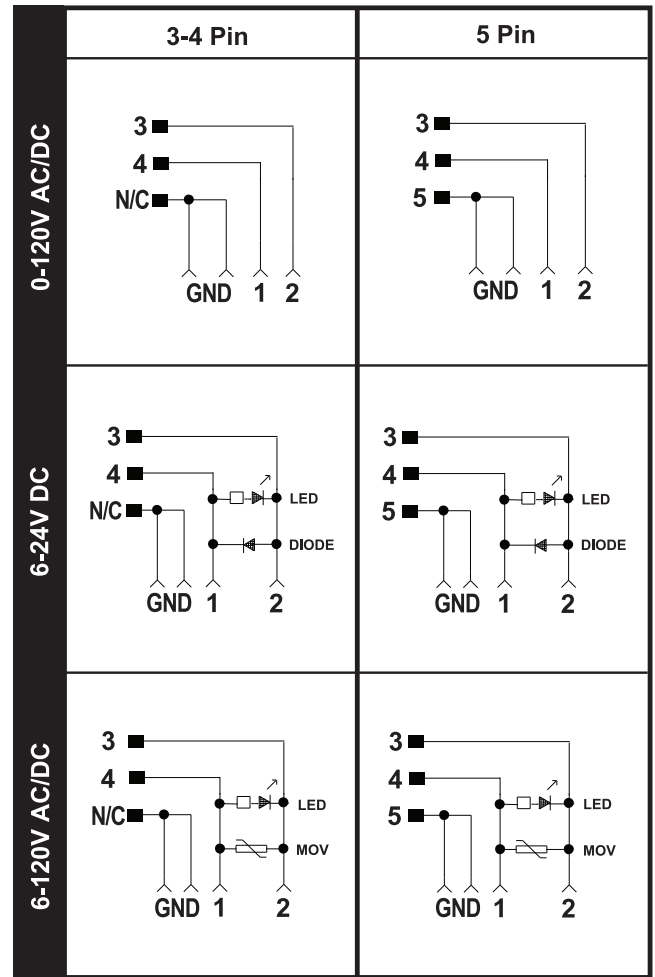 3-4 Pin
5 Pin
0-120V AC/DC
3
4
N/C
GND 1 2
3
4
5
GND 1 2
6-24V DC
3
4
N/C
LED
DIODE
GND 1 2
3
4
5
LED
DIODE
GND 1 2
6-120V AC/DC
3
4
N/C
LED
MOV
GND 1 2
3
4
5
LED
MOV
GND 1 2